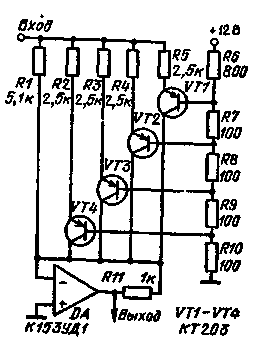 Вход
+12В
R1
5,1к
R2
2,5к
R3
2,5к
R4
2,5к
R5
2,5к
R6
800
VT1
R7
100
VT2
R8
100
VT3
R9
100
VT4
R10
100
DA
К153УД1
R11
1к
Выход
VT1-VT4
КТ203